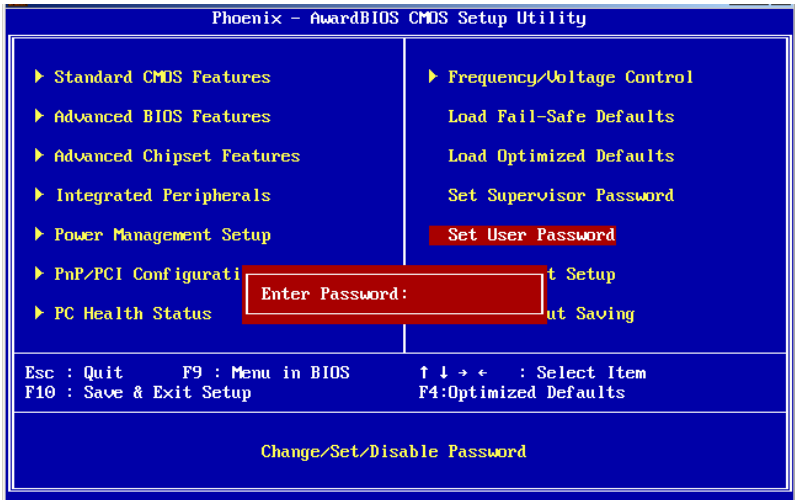 Phoenix - AwardBIOS CMOS Setup Utility
Standard CMOS Features
Advanced BIOS Features
Advanced Chipset Features
Integrated Peripherals
Power Management Setup
PnP/PCI Configurati
PC Health Status
Frequency/Voltage Control
Load Fail-Safe Defaults
Load Optimized Defaults
Set Supervisor Password
Set User Password
t Setup
ut Saving
Enter Password:
Esc : Quit F9 : Menu in BIOS ↑ ↓ → ← : Select Item
F10 : Save & Exit Setup F4:Optimized Defaults
Change/Set/Disable Password